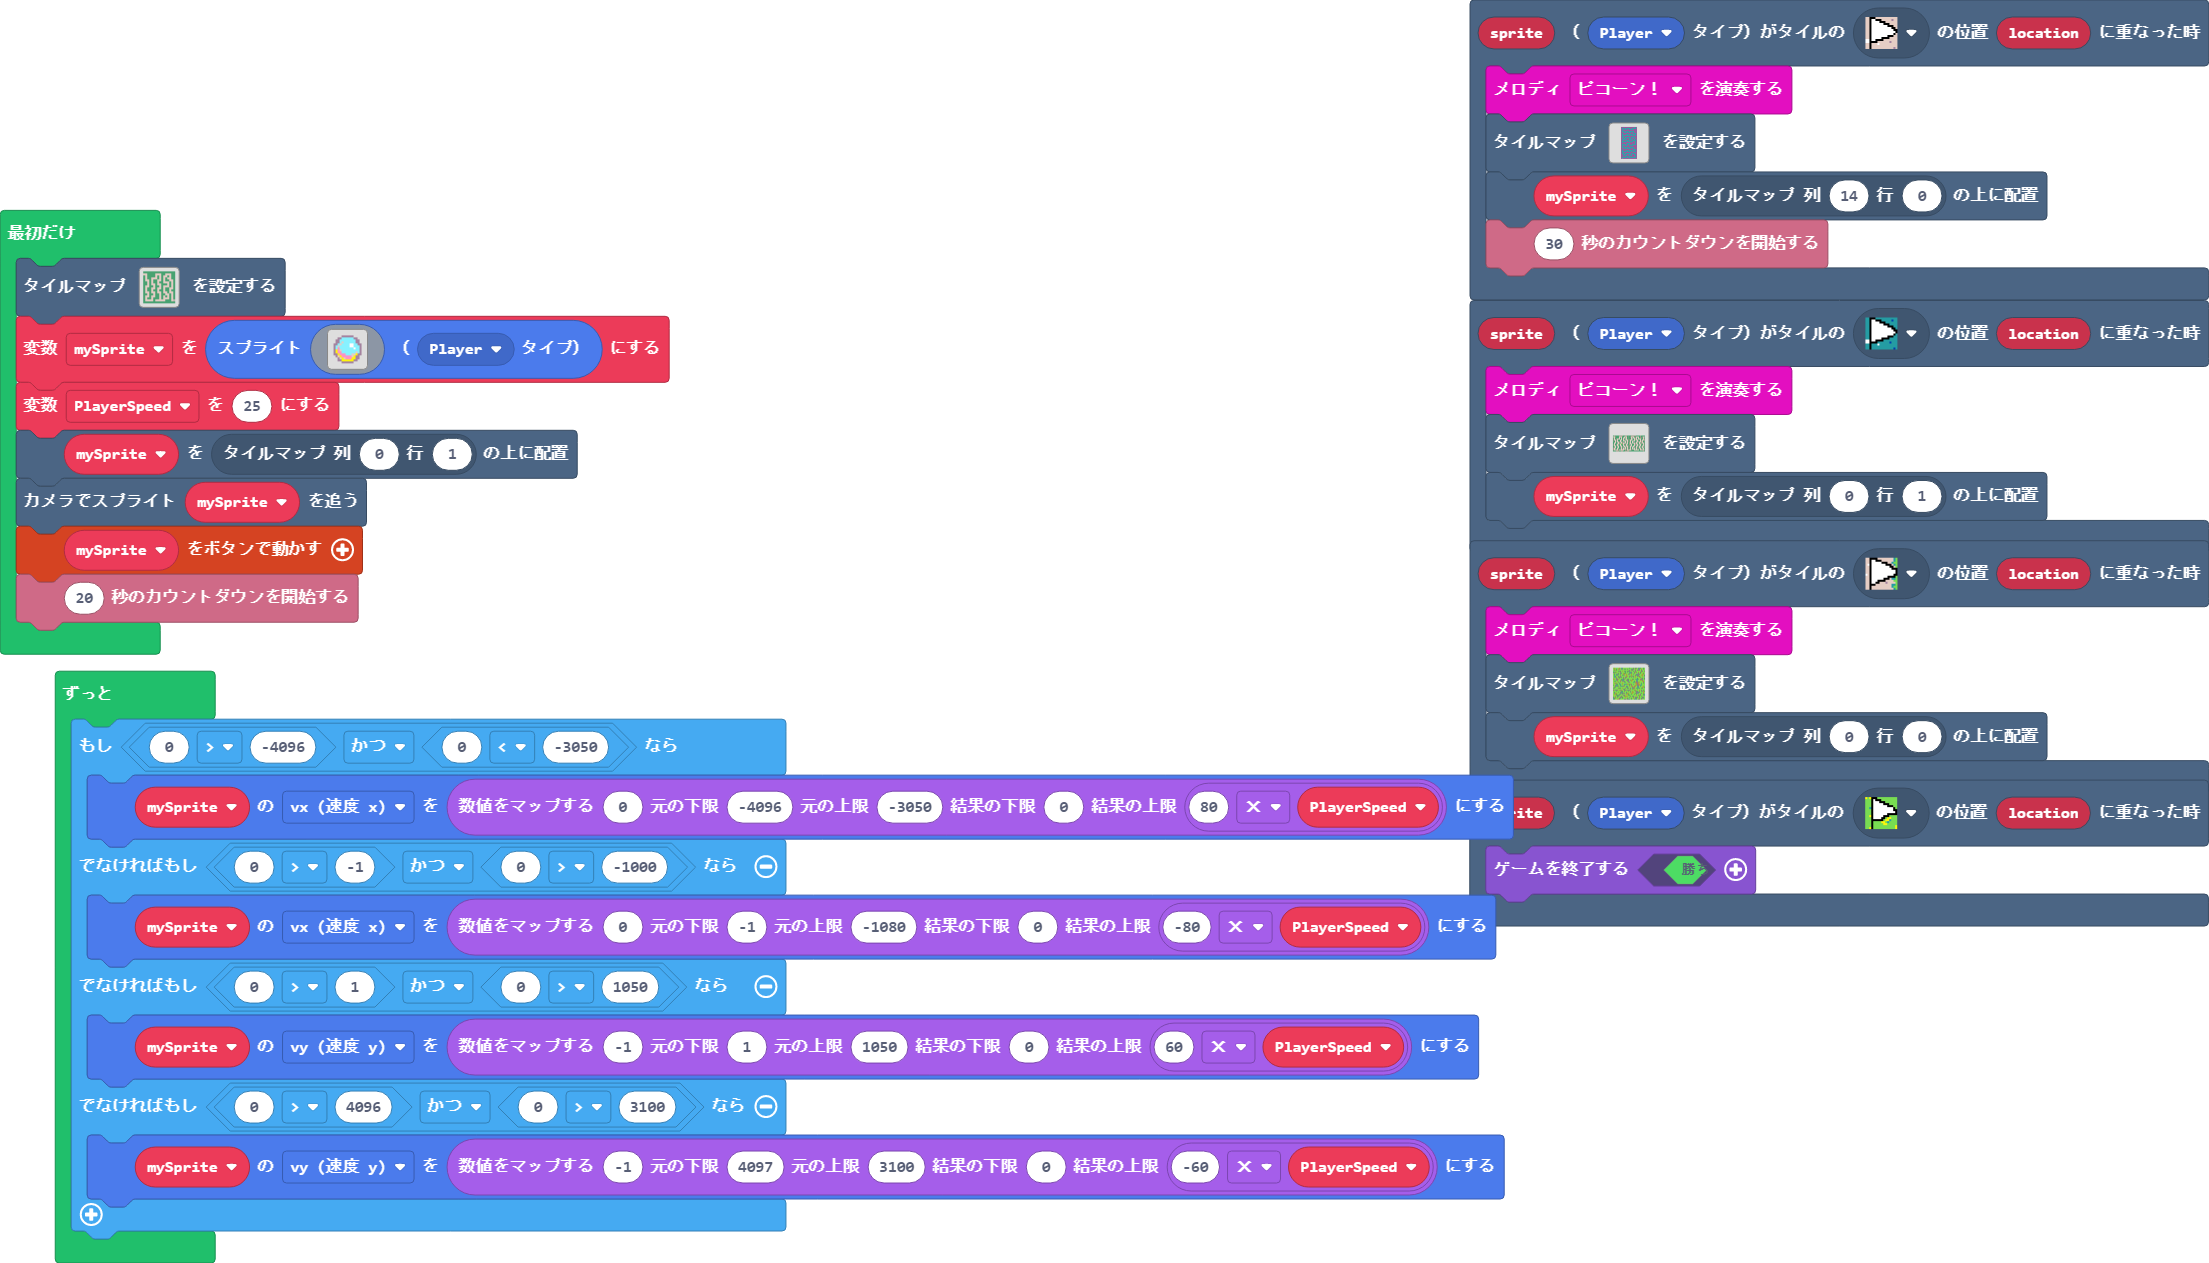 最初だけ
タイルマップ を設定する
変数 mySprite を スプライト ( Player タイプ) にする
変数 PlayerSpeed を 25 にする
mySprite を タイルマップ 列 0 行 1 の上に配置
カメラでスプライト mySprite を追う
mySprite をボタンで動かす
20 秒のカウントダウンを開始する
ずっと
もし 0 > -4096 かつ 0 < -3050 なら
mySprite の vx (速度 x) を 数値をマップする 0 元の下限 -4096 元の上限 -3050 結果の下限 0 結果の上限 80 × PlayerSpeed にする
でなければもし 0 > -1 かつ 0 > -1000 なら
mySprite の vx (速度 x) を 数値をマップする 0 元の下限 -1 元の上限 -1080 結果の下限 0 結果の上限 -80 × PlayerSpeed にする
でなければもし 0 > 1 かつ 0 > 1050 なら
mySprite の vy (速度 y) を 数値をマップする -1 元の下限 1 元の上限 1050 結果の下限 0 結果の上限 60 × PlayerSpeed にする
でなければもし 0 > 4096 かつ 0 > 3100 なら
mySprite の vy (速度 y) を 数値をマップする -1 元の下限 4097 元の上限 3100 結果の下限 0 結果の上限 -60 × PlayerSpeed にする
sprite ( Player タイプ) がタイルの の位置 location に重なった時
メロディ ピコーン! を演奏する
タイルマップ を設定する
mySprite を タイルマップ 列 14 行 0 の上に配置
30 秒のカウントダウンを開始する
sprite ( Player タイプ) がタイルの の位置 location に重なった時
メロディ ピコーン! を演奏する
タイルマップ を設定する
mySprite を タイルマップ 列 0 行 1 の上に配置
sprite ( Player タイプ) がタイルの の位置 location に重なった時
メロディ ピコーン! を演奏する
タイルマップ を設定する
mySprite を タイルマップ 列 0 行 0 の上に配置
rite ( Player タイプ) がタイルの の位置 location に重なった時
ゲームを終了する 勝